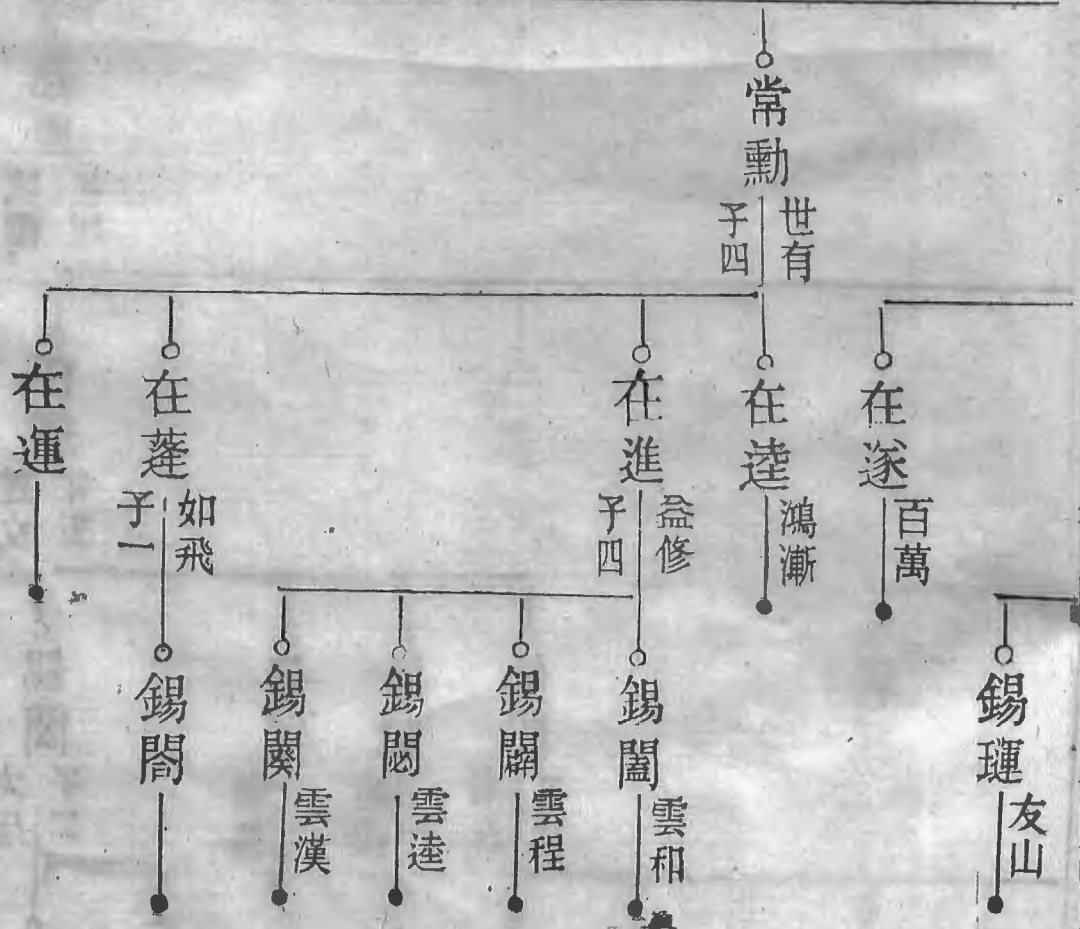 常勳
世有
子四
在遂
百萬
在逵
鴻漸
在進
益修
子四
在蓬
如飛
子一
在運
錫璉
友山
錫闔
雲和
錫闢
雲程
錫閟
雲逵
錫闋
雲漢
錫閤